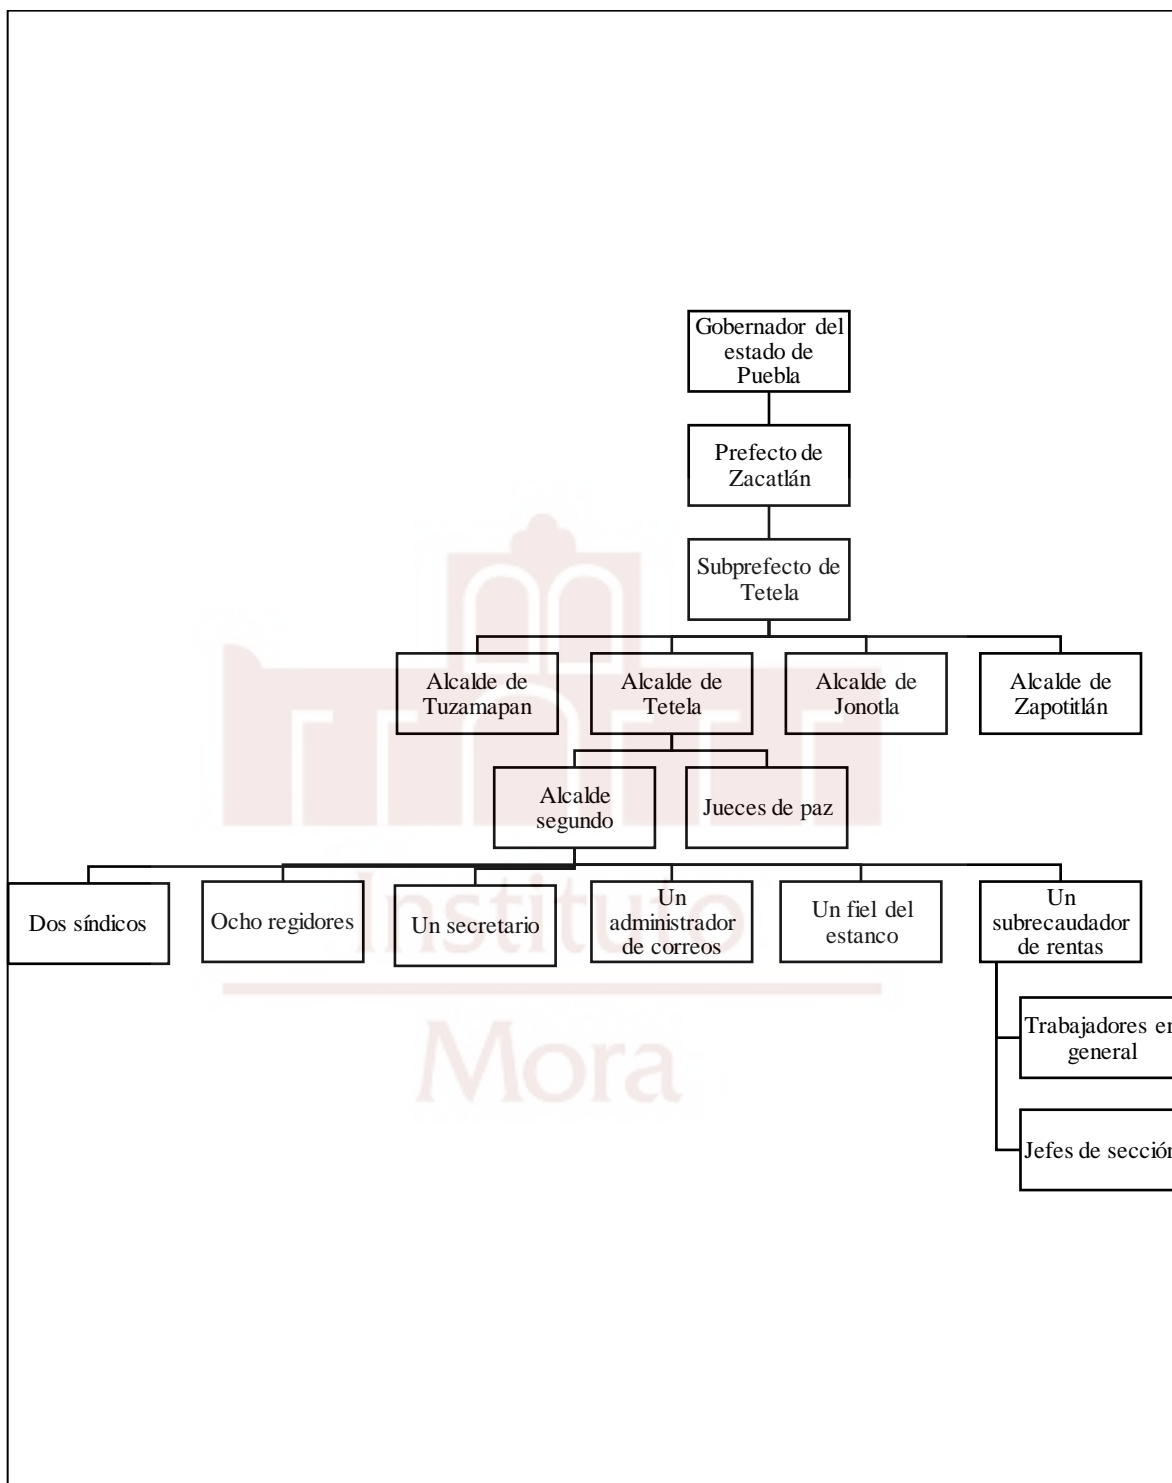 Gobernador del
estado de
Puebla
Prefecto de
Zacatlán
Subprefecto de
Tetela
Alcalde de
Tuzamapan
Alcalde de
Tetela
Alcalde de
Jonotla
Alcalde de
Zapotitlán
Alcalde
segundo
Jueces de paz
Dos síndicos
Ocho regidores
Un secretario
Un
administrador
de correos
Un fiel del
estanco
Un
subrecaudador
de rentas
Trabajadores en
general
Jefes de sección
Instituto
Mora